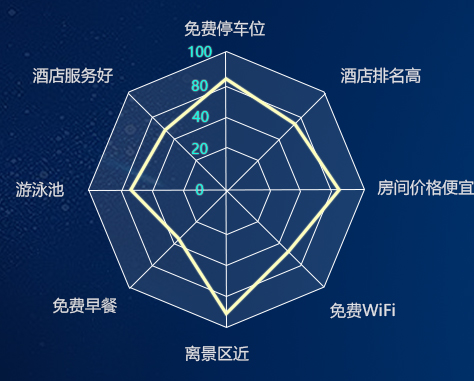 免费停车位
100
酒店服务好
酒店排名高
80
40
20
游泳池
0
房间价格便宜
免费早餐
免费WiFi
离景区近